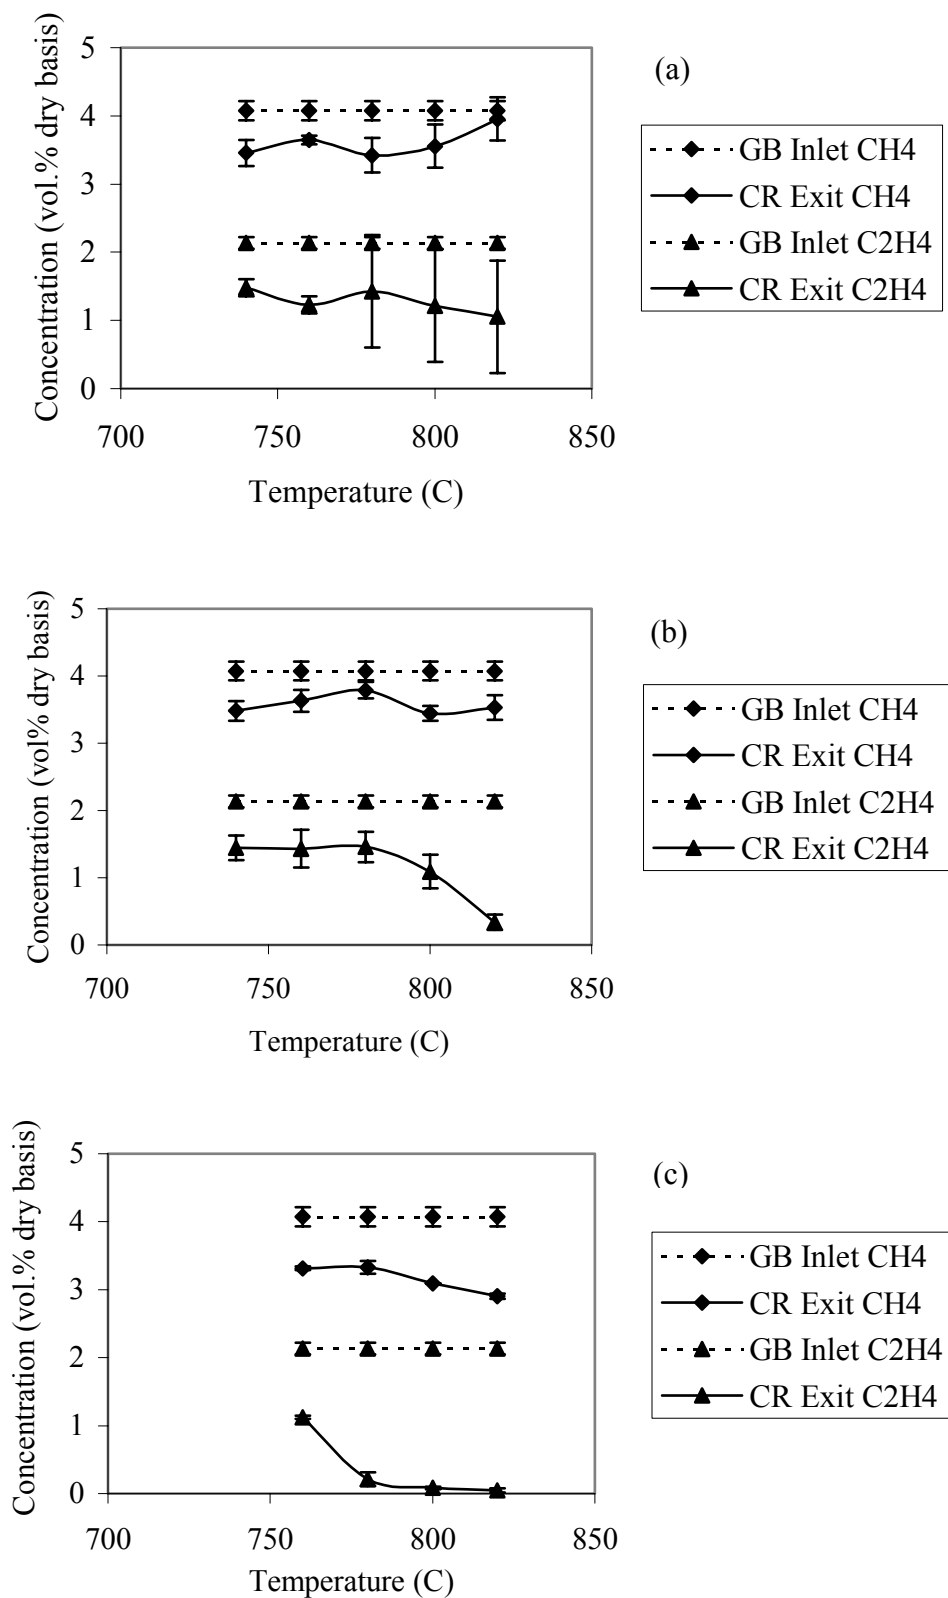 (a)
Concentration (vol.% dry basis)
5
4
3
2
1
0
700
750
800
850
Temperature (C)
GB Inlet CH4
CR Exit CH4
GB Inlet C2H4
CR Exit C2H4
(b)
Concentration (vol% dry basis)
5
4
3
2
1
0
700
750
800
850
Temperature (C)
GB Inlet CH4
CR Exit CH4
GB Inlet C2H4
CR Exit C2H4
(c)
Concentration (vol.% dry basis)
5
4
3
2
1
0
700
750
800
850
Temperature (C)
GB Inlet CH4
CR Exit CH4
GB Inlet C2H4
CR Exit C2H4